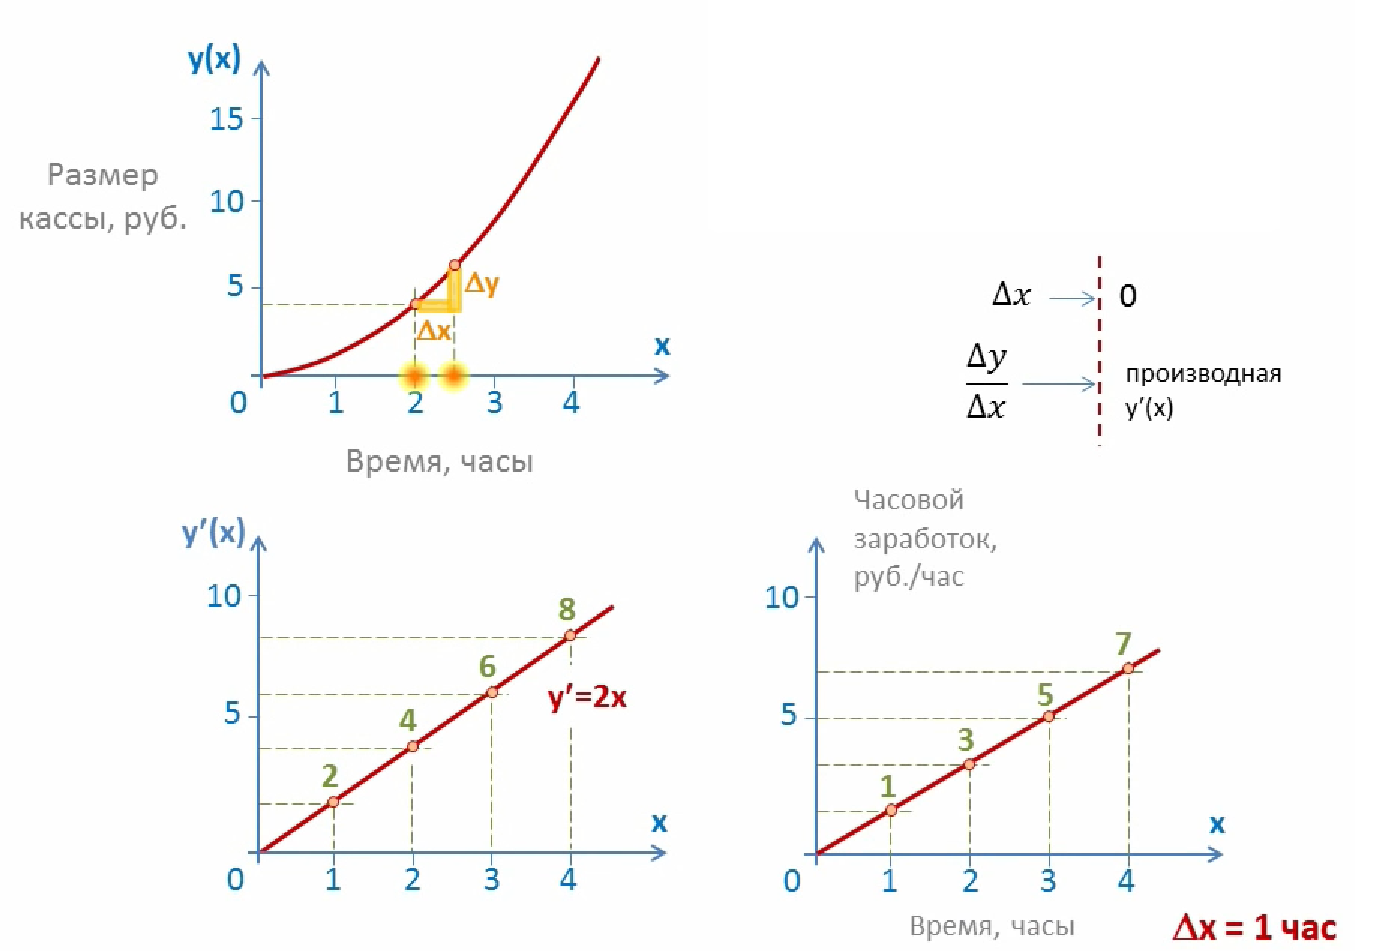 y(x)
15
Размер
кассы, руб.
10
5
Δy
Δx
x
0 1 2 3 4
Время, часы
Δx → 0
Δy
Δx
производная
y′(x)
y′(x)
10
8
6
y′=2x
5
4
2
x
0 1 2 3 4
Часовой
заработок,
руб./час
10
7
5
5
3
1
x
0 1 2 3 4
Время, часы
Δx = 1 час